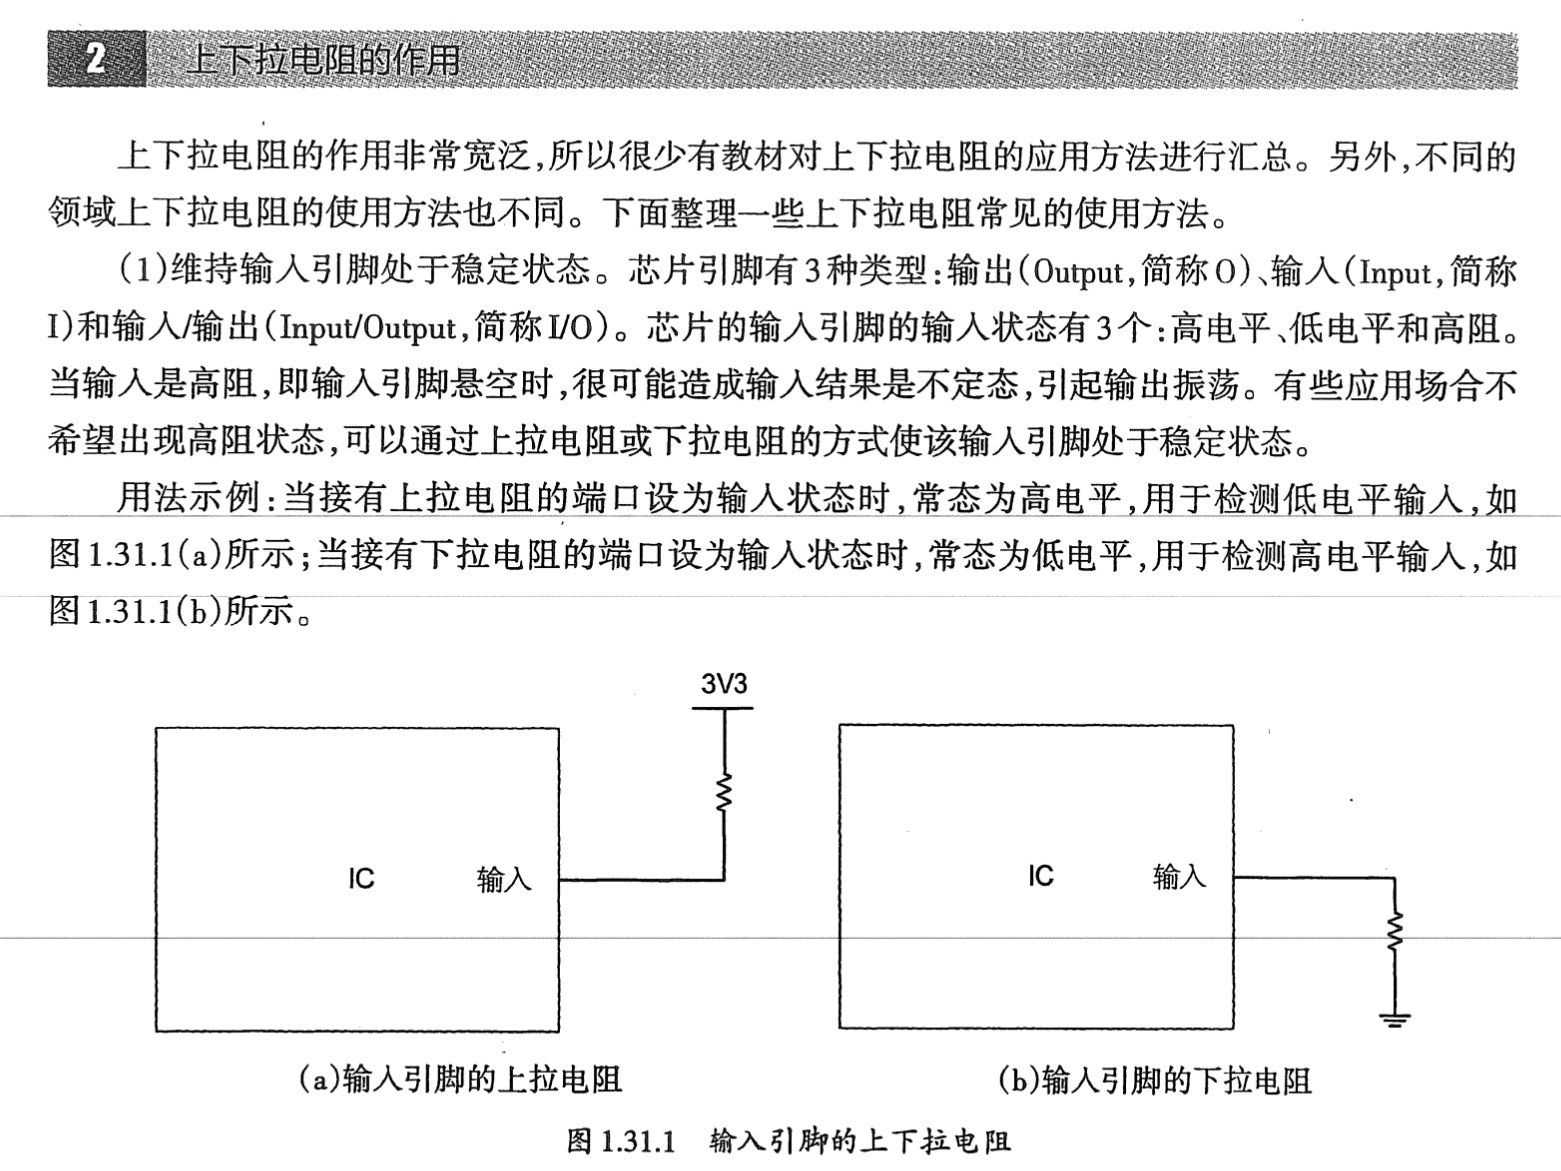 2 上下拉电阻的作用
上下拉电阻的作用非常宽泛,所以很少有教材对上下拉电阻的应用方法进行汇总。另外,不同的
领域上下拉电阻的使用方法也不同。下面整理一些上下拉电阻常见的使用方法。
(1)维持输入引脚处于稳定状态。芯片引脚有3种类型:输出(Output,简称O)、输入(Input,简称
I)和输入/输出(Input/Output,简称I/O)。芯片的输入引脚的输入状态有3个:高电平、低电平和高阻。
当输入是高阻,即输入引脚悬空时,很可能造成输入结果是不定态,引起输出振荡。有些应用场合不
希望出现高阻状态,可以通过上拉电阻或下拉电阻的方式使该输入引脚处于稳定状态。
用法示例:当接有上拉电阻的端口设为输入状态时,常态为高电平,用于检测低电平输入,如
图1.31.1(a)所示;当接有下拉电阻的端口设为输入状态时,常态为低电平,用于检测高电平输入,如
图1.31.1(b)所示。
3V3
IC 输入
IC 输入
(a)输入引脚的上拉电阻
(b)输入引脚的下拉电阻
图1.31.1 输入引脚的上下拉电阻